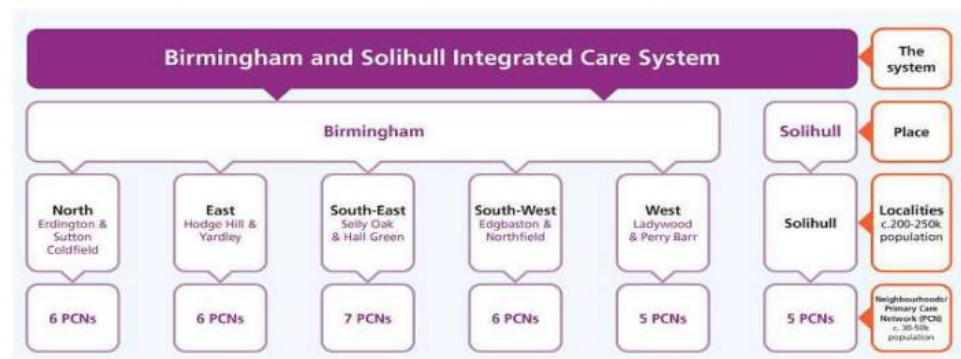 Birmingham and Solihull Integrated Care System
The
system
Birmingham
Solihull
Place
North
Erdington &
Sutton
Coldfield
East
Hodge Hill &
Yardley
South-East
Selly Oak
& Hall Green
South-West
Edgbaston &
Northfield
West
Ladywood
& Perry Barr
Solihull
Localities
c.200-250k
population
6 PCNs
6 PCNs
7 PCNs
6 PCNs
5 PCNs
5 PCNs
Neighbourhoods/
Primary Care
Network (PCN)
c. 30-50k
population